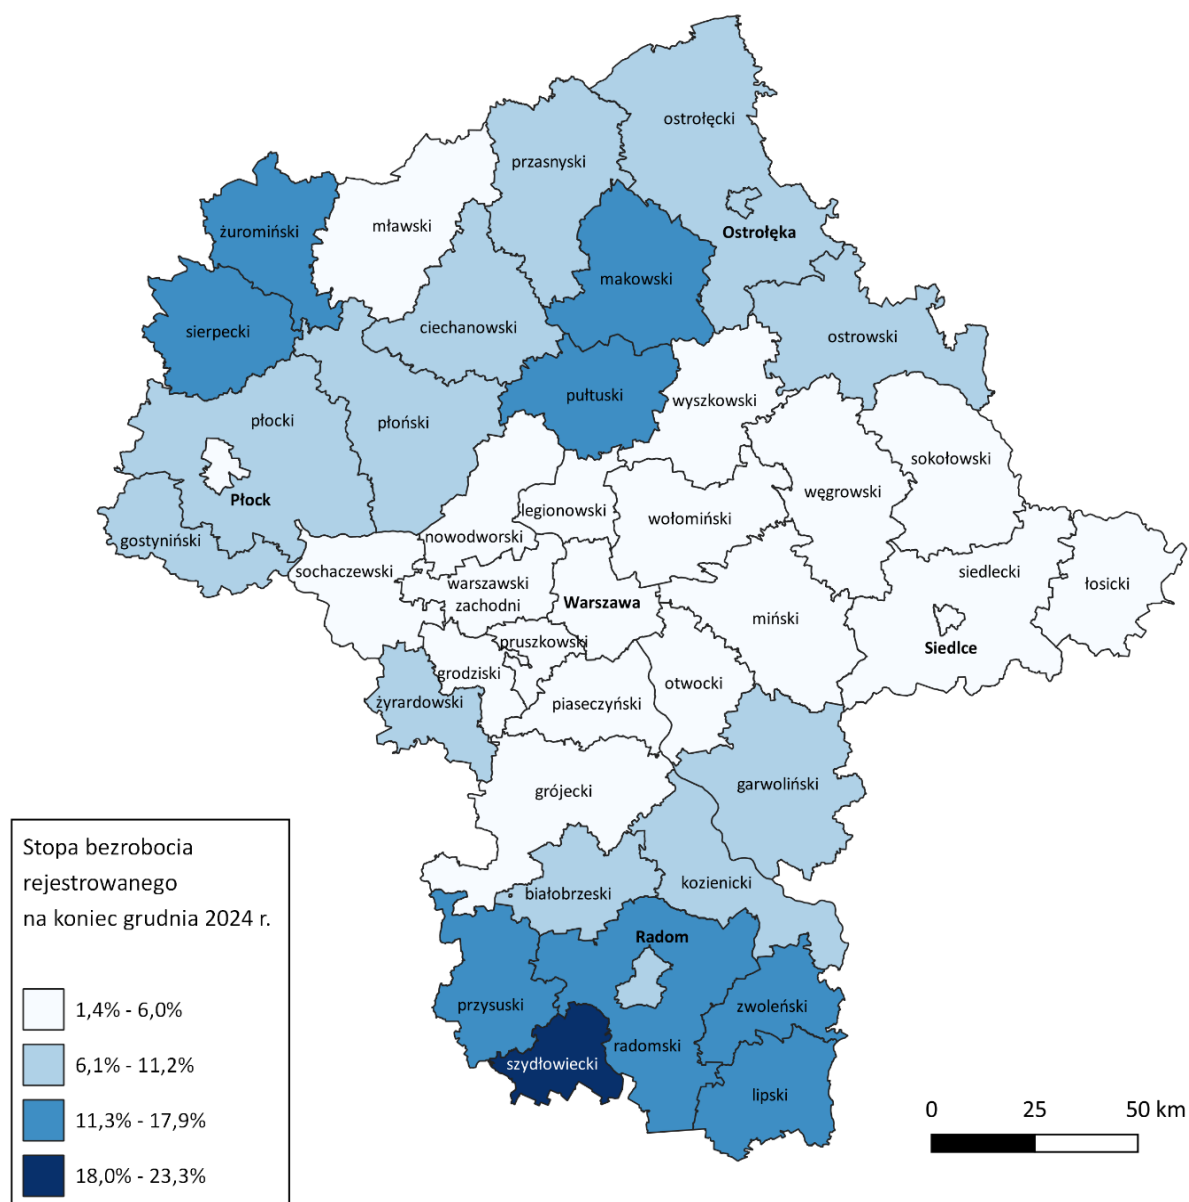 ostrołęcki
przasnyski
Ostrołęka
żuromiński
mławski
makowski
sierpecki
ciechanowski
ostrowski
pułtuski
wyszkowski
płocki
płoński
sokołowski
węgrowski
Płock
legionowski
wołomiński
gostyniński
nowodworski
sochaczewski
siedlecki
warszawski
zachodni
łosicki
Warszawa
miński
pruszkowski
Siedlce
grodziski
otwocki
żyrardowski
piaseczyński
garwoliński
grójecki
białobrzeski
kozienicki
Radom
przysuski
zwoleński
radomski
szydłowiecki
lipski
Stopa bezrobocia
rejestrowanego
na koniec grudnia 2024 r.
1,4% - 6,0%
6,1% - 11,2%
11,3% - 17,9%
18,0% - 23,3%
0 25 50 km